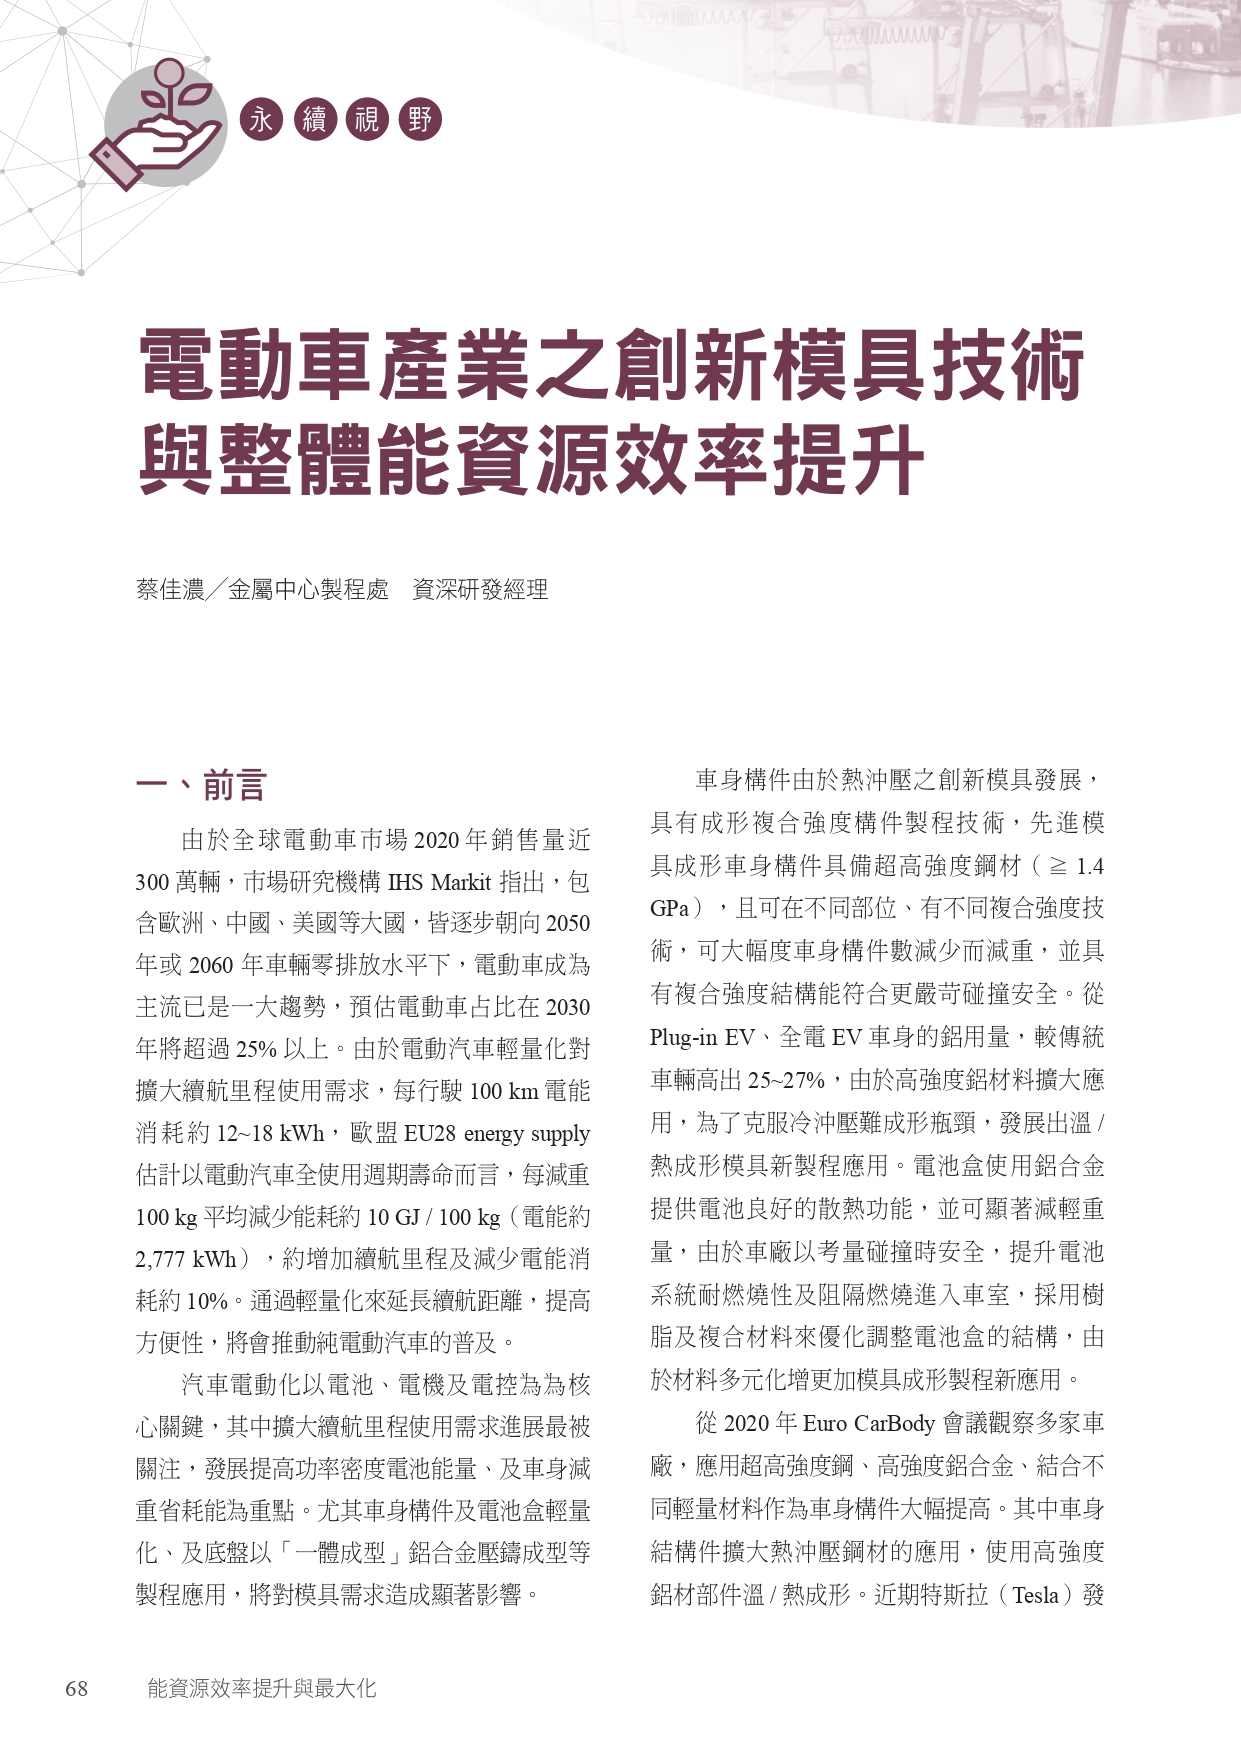 永續視野
電動車產業之創新模具技術
與整體能資源效率提升
蔡佳濃╱金屬中心製程處　資深研發經理
一、前言
由於全球電動車市場 2020 年銷售量近
300 萬輛，市場研究機構 IHS Markit 指出，包
含歐洲、中國、美國等大國，皆逐步朝向 2050
年或 2060 年車輛零排放水平下，電動車成為
主流已是一大趨勢，預估電動車占比在 2030
年將超過 25% 以上。由於電動汽車輕量化對
擴大續航里程使用需求，每行駛 100 km 電能
消耗約 12~18 kWh，歐盟 EU28 energy supply
估計以電動汽車全使用週期壽命而言，每減重
100 kg 平均減少能耗約 10 GJ / 100 kg（電能約
2,777 kWh），約增加續航里程及減少電能消
耗約 10%。通過輕量化來延長續航距離，提高
方便性，將會推動純電動汽車的普及。
汽車電動化以電池、電機及電控為為核
心關鍵，其中擴大續航里程使用需求進展最被
關注，發展提高功率密度電池能量、及車身減
重省耗能為重點。尤其車身構件及電池盒輕量
化、及底盤以「一體成型」鋁合金壓鑄成型等
製程應用，將對模具需求造成顯著影響。
車身構件由於熱沖壓之創新模具發展，
具有成形複合強度構件製程技術，先進模
具成形車身構件具備超高強度鋼材（≧ 1.4
GPa），且可在不同部位、有不同複合強度技
術，可大幅度車身構件數減少而減重，並具
有複合強度結構能符合更嚴苛碰撞安全。從
Plug-in EV、全電 EV 車身的鋁用量，較傳統
車輛高出 25~27%，由於高強度鋁材料擴大應
用，為了克服冷沖壓難成形瓶頸，發展出溫 /
熱成形模具新製程應用。電池盒使用鋁合金
提供電池良好的散熱功能，並可顯著減輕重
量，由於車廠以考量碰撞時安全，提升電池
系統耐燃燒性及阻隔燃燒進入車室，採用樹
脂及複合材料來優化調整電池盒的結構，由
於材料多元化增更加模具成形製程新應用。
從 2020 年 Euro CarBody 會議觀察多家車
廠，應用超高強度鋼、高強度鋁合金、結合不
同輕量材料作為車身構件大幅提高。其中車身
結構件擴大熱沖壓鋼材的應用，使用高強度
鋁材部件溫 / 熱成形。近期特斯拉（Tesla）發
68　能資源效率提升與最大化